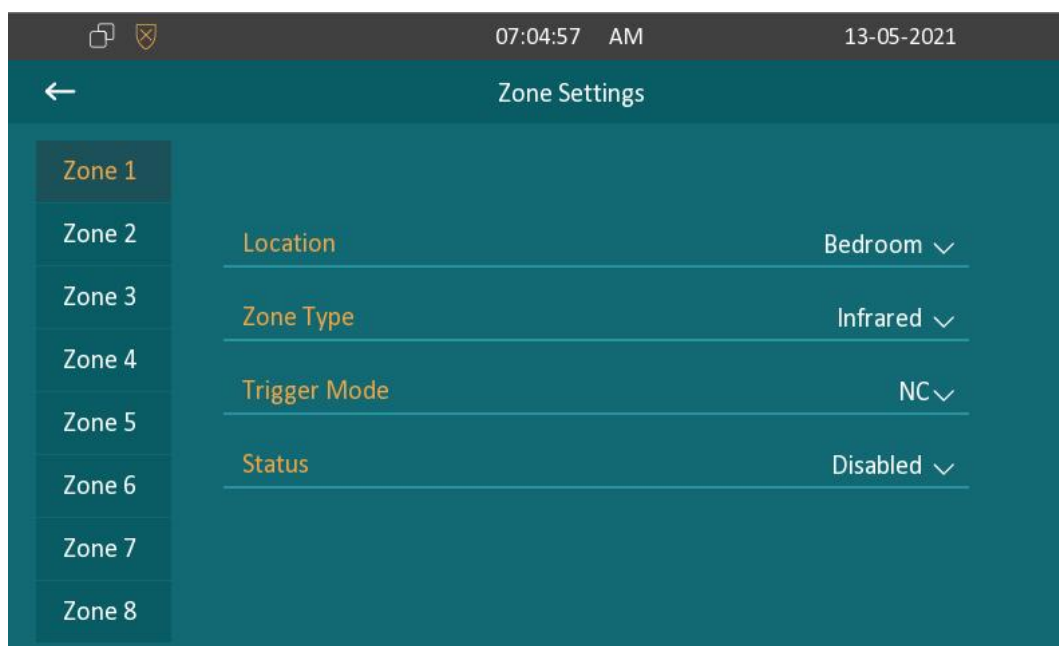 07:04:57 AM 13-05-2021
Zone Settings
Zone 1
Zone 2
Zone 3
Zone 4
Zone 5
Zone 6
Zone 7
Zone 8
Location Bedroom
Zone Type Infrared
Trigger Mode NC
Status Disabled